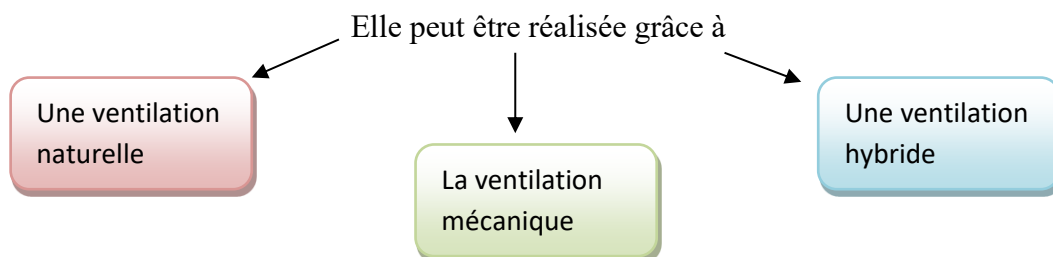 Elle peut être réalisée grâce à
Une ventilation
naturelle
La ventilation
mécanique
Une ventilation
hybride